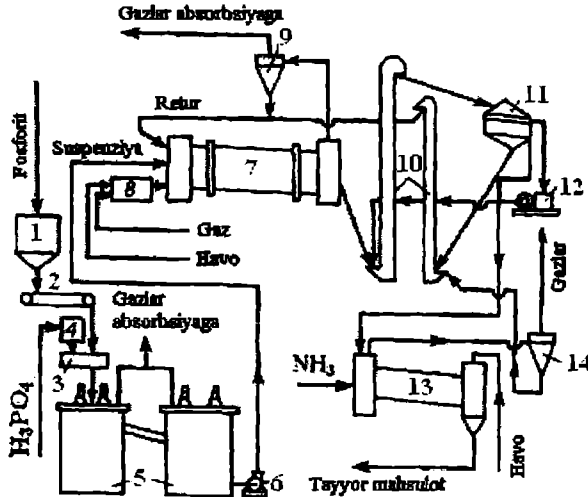 Gazlar absorbsiyaga
9
Retur
11
Fosforit
Suspenziya
7
10
8
12
Gaz
1
Havo
2
Gazlar
absorbsiyaga
Gazlar
4
3
NH₃
13
14
H₃PO₄
5
6
Tayyor mahsulot
Havo